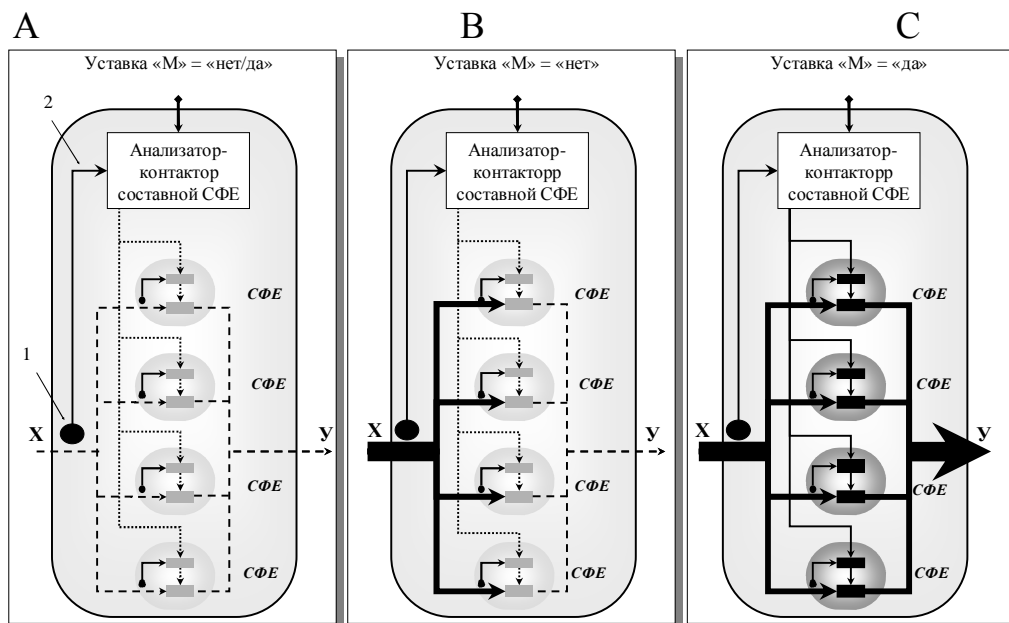 A
B
C
Уставка «М» = «нет/да»
2
Анализатор-
контактор
составной СФЕ
СФЕ
СФЕ
1
Х
У
СФЕ
СФЕ
Уставка «М» = «нет»
Анализатор-
контакторр
составной СФЕ
СФЕ
СФЕ
Х
У
СФЕ
СФЕ
Уставка «М» = «да»
Анализатор-
контакторр
составной СФЕ
СФЕ
СФЕ
Х
У
СФЕ
СФЕ